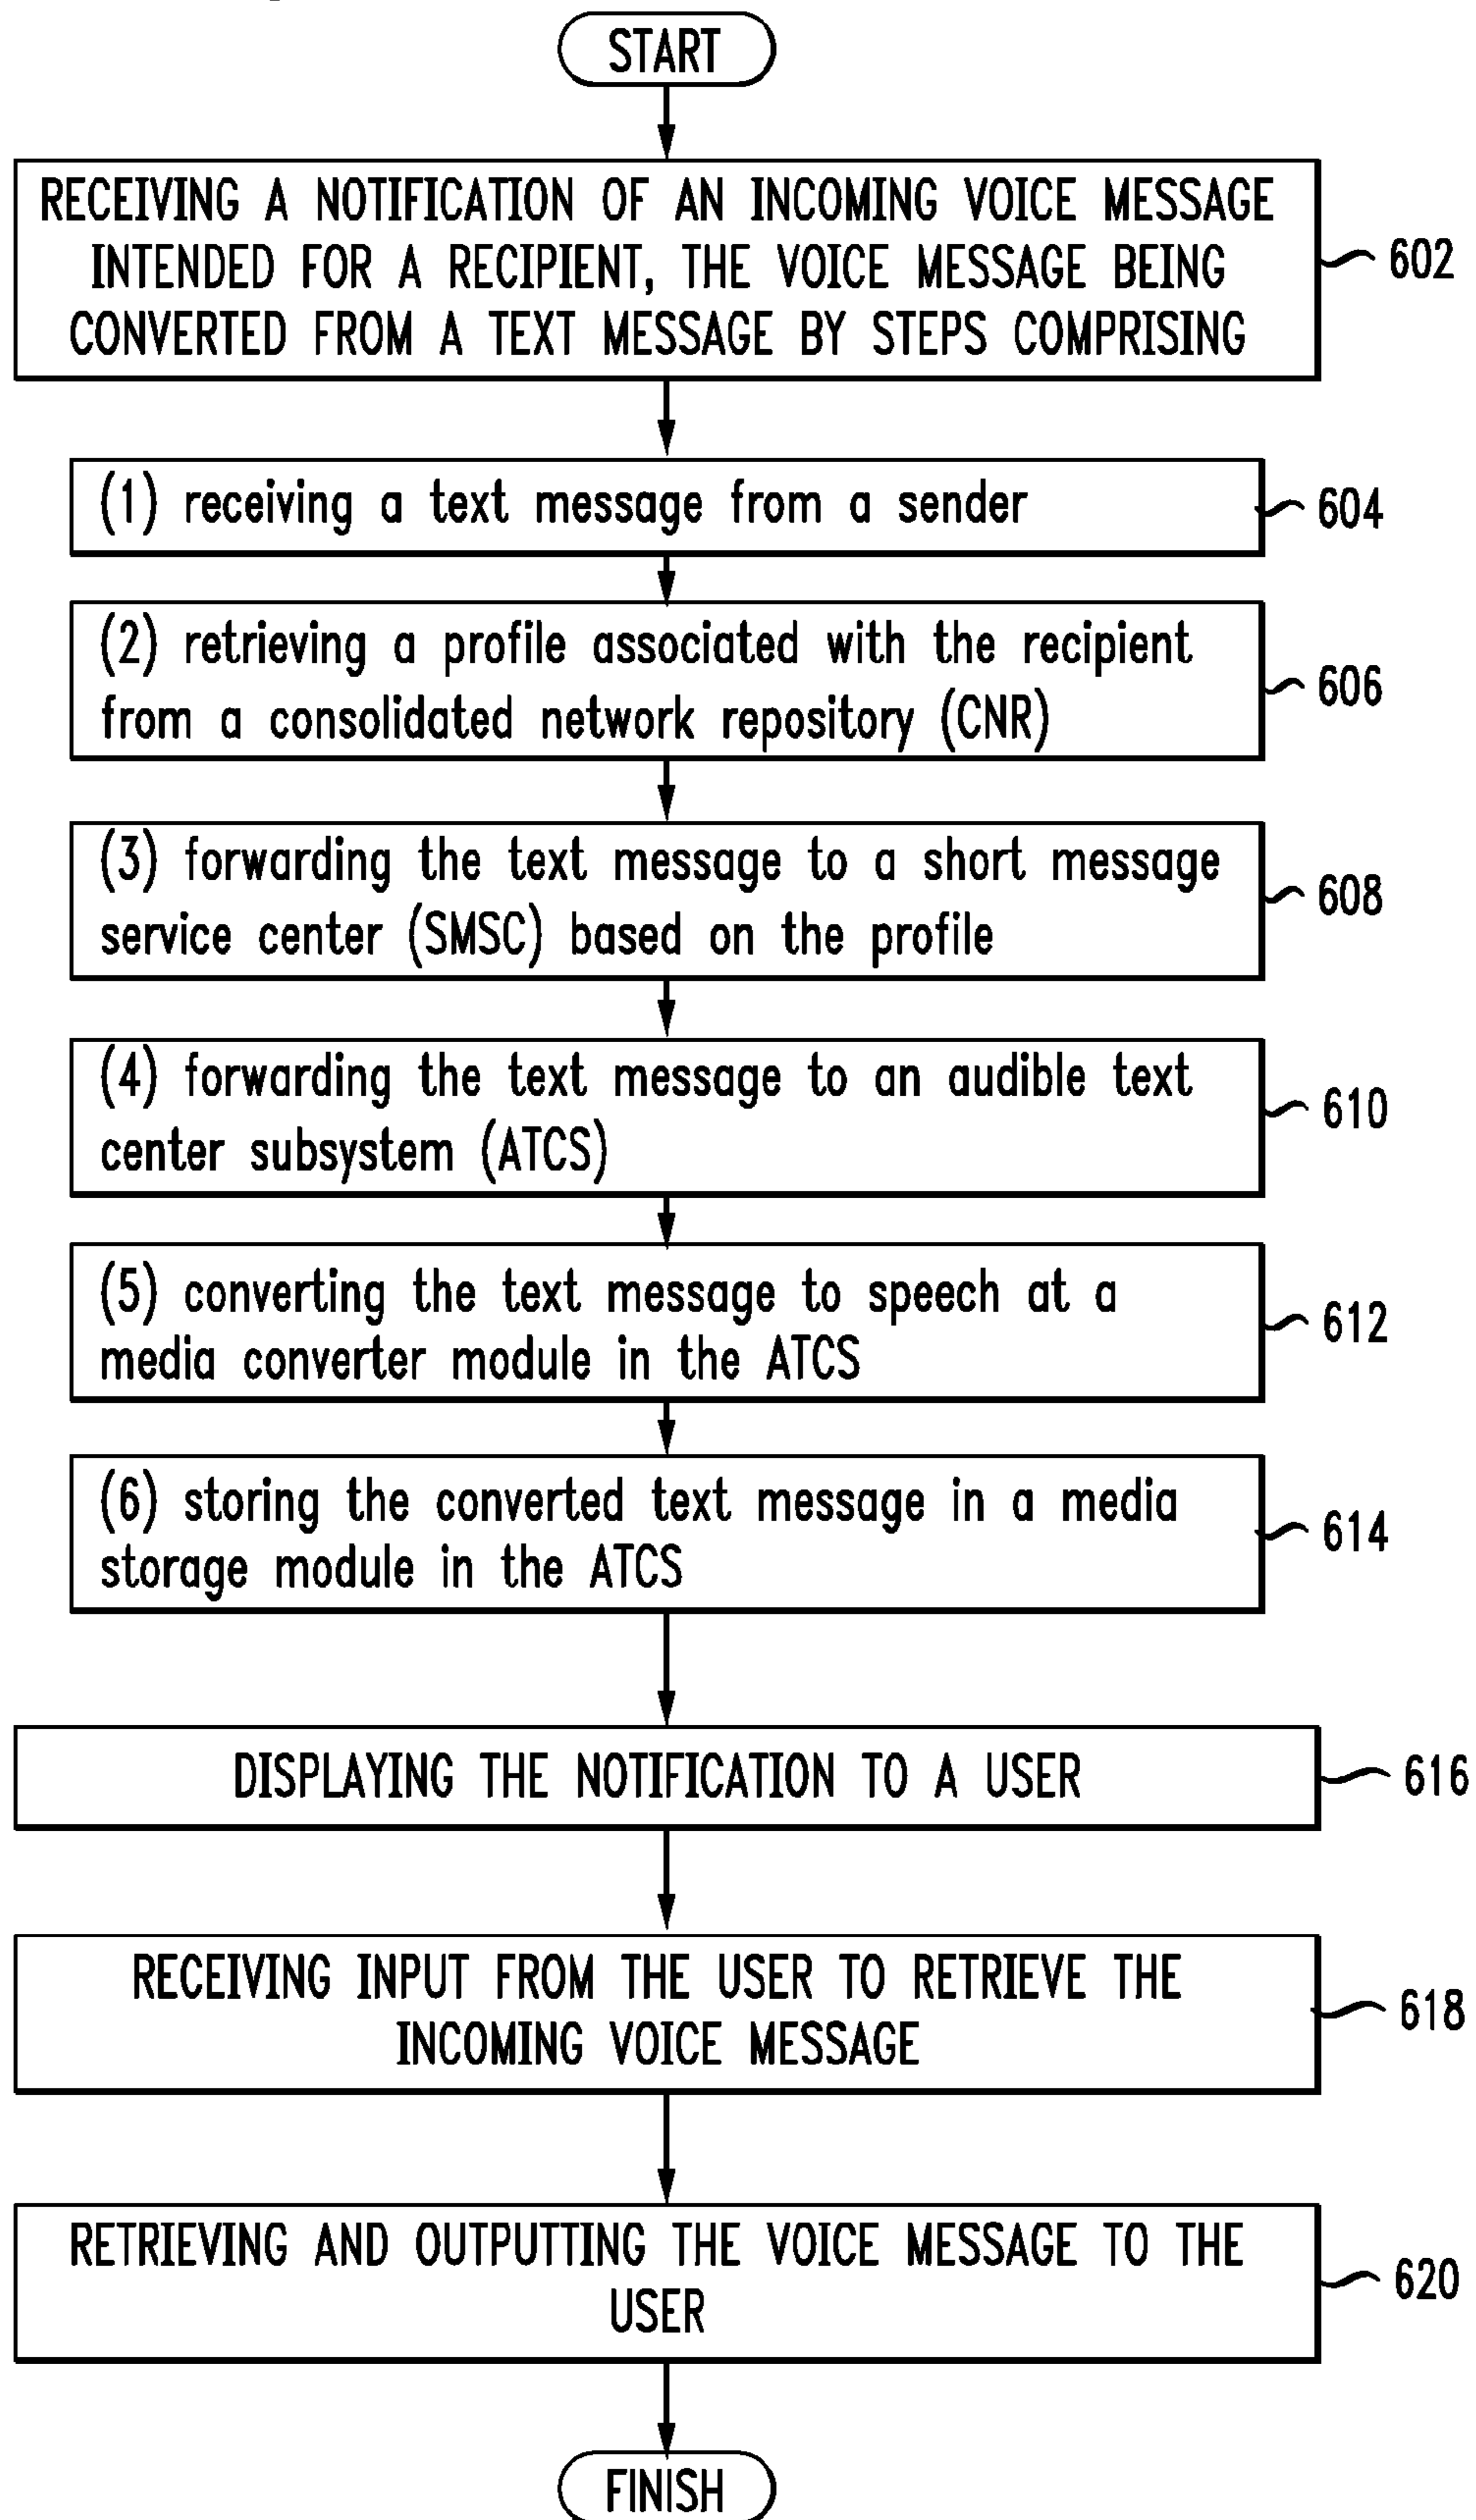 START
RECEIVING A NOTIFICATION OF AN INCOMING VOICE MESSAGE
INTENDED FOR A RECIPIENT, THE VOICE MESSAGE BEING
CONVERTED FROM A TEXT MESSAGE BY STEPS COMPRISING
602
(1) receiving a text message from a sender
604
(2) retrieving a profile associated with the recipient
from a consolidated network repository (CNR)
606
(3) forwarding the text message to a short message
service center (SMSC) based on the profile
608
(4) forwarding the text message to an audible text
center subsystem (ATCS)
610
(5) converting the text message to speech at a
media converter module in the ATCS
612
(6) storing the converted text message in a media
storage module in the ATCS
614
DISPLAYING THE NOTIFICATION TO A USER
616
RECEIVING INPUT FROM THE USER TO RETRIEVE THE
INCOMING VOICE MESSAGE
618
RETRIEVING AND OUTPUTTING THE VOICE MESSAGE TO THE
USER
620
FINISH